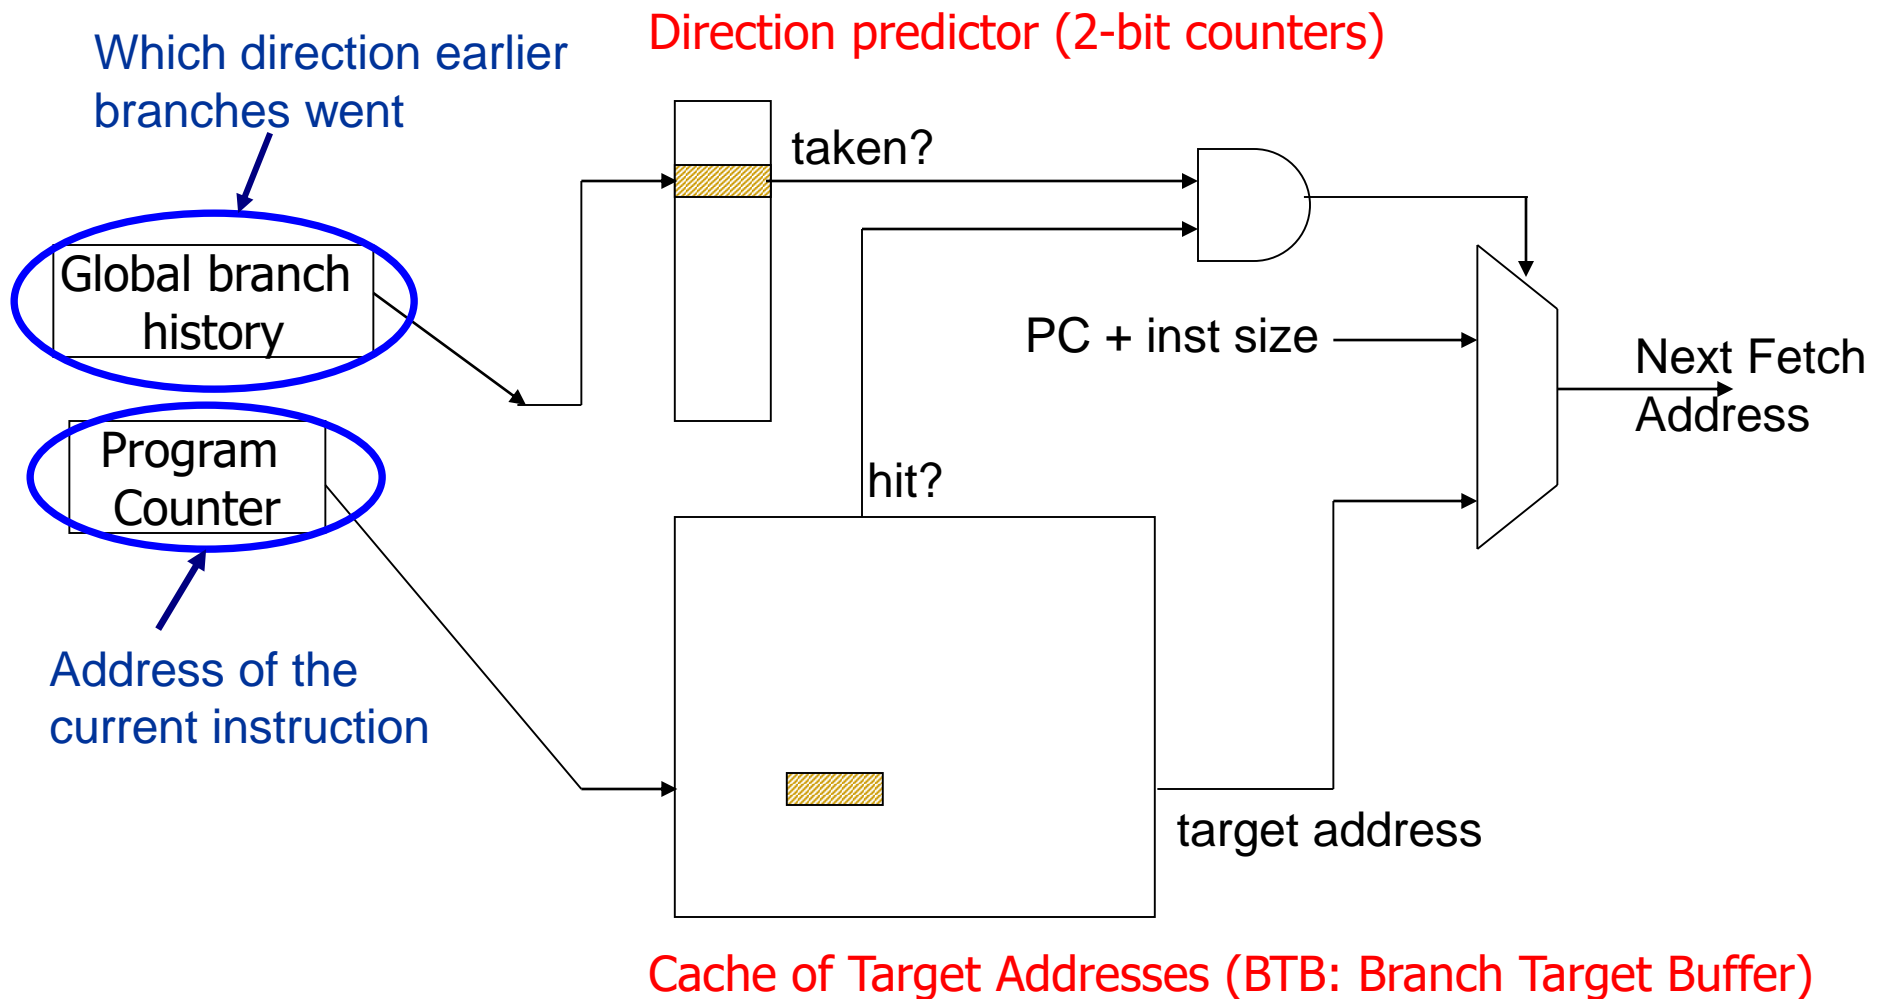 Direction predictor (2-bit counters)
Which direction earlier
branches went
taken?
Global branch
history
PC + inst size
Next Fetch
Address
Program
Counter
hit?
Address of the
current instruction
target address
Cache of Target Addresses (BTB: Branch Target Buffer)